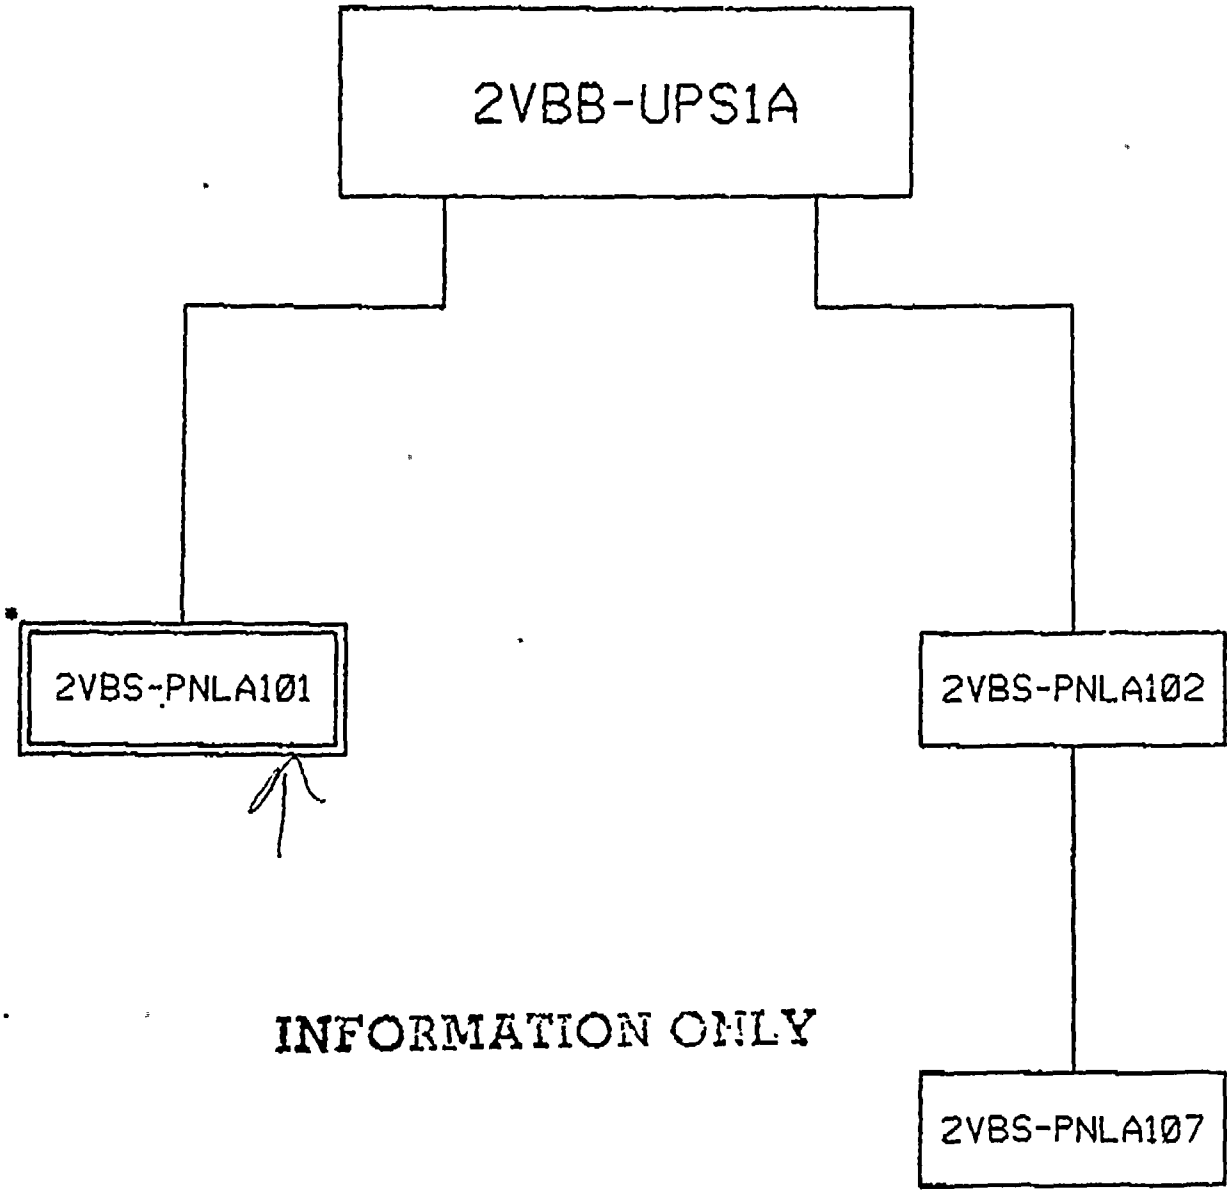 2VBB-UPS1A
*
2VBS-PNLA101
2VBS-PNLA102
INFORMATION ONLY
2VBS-PNLA107